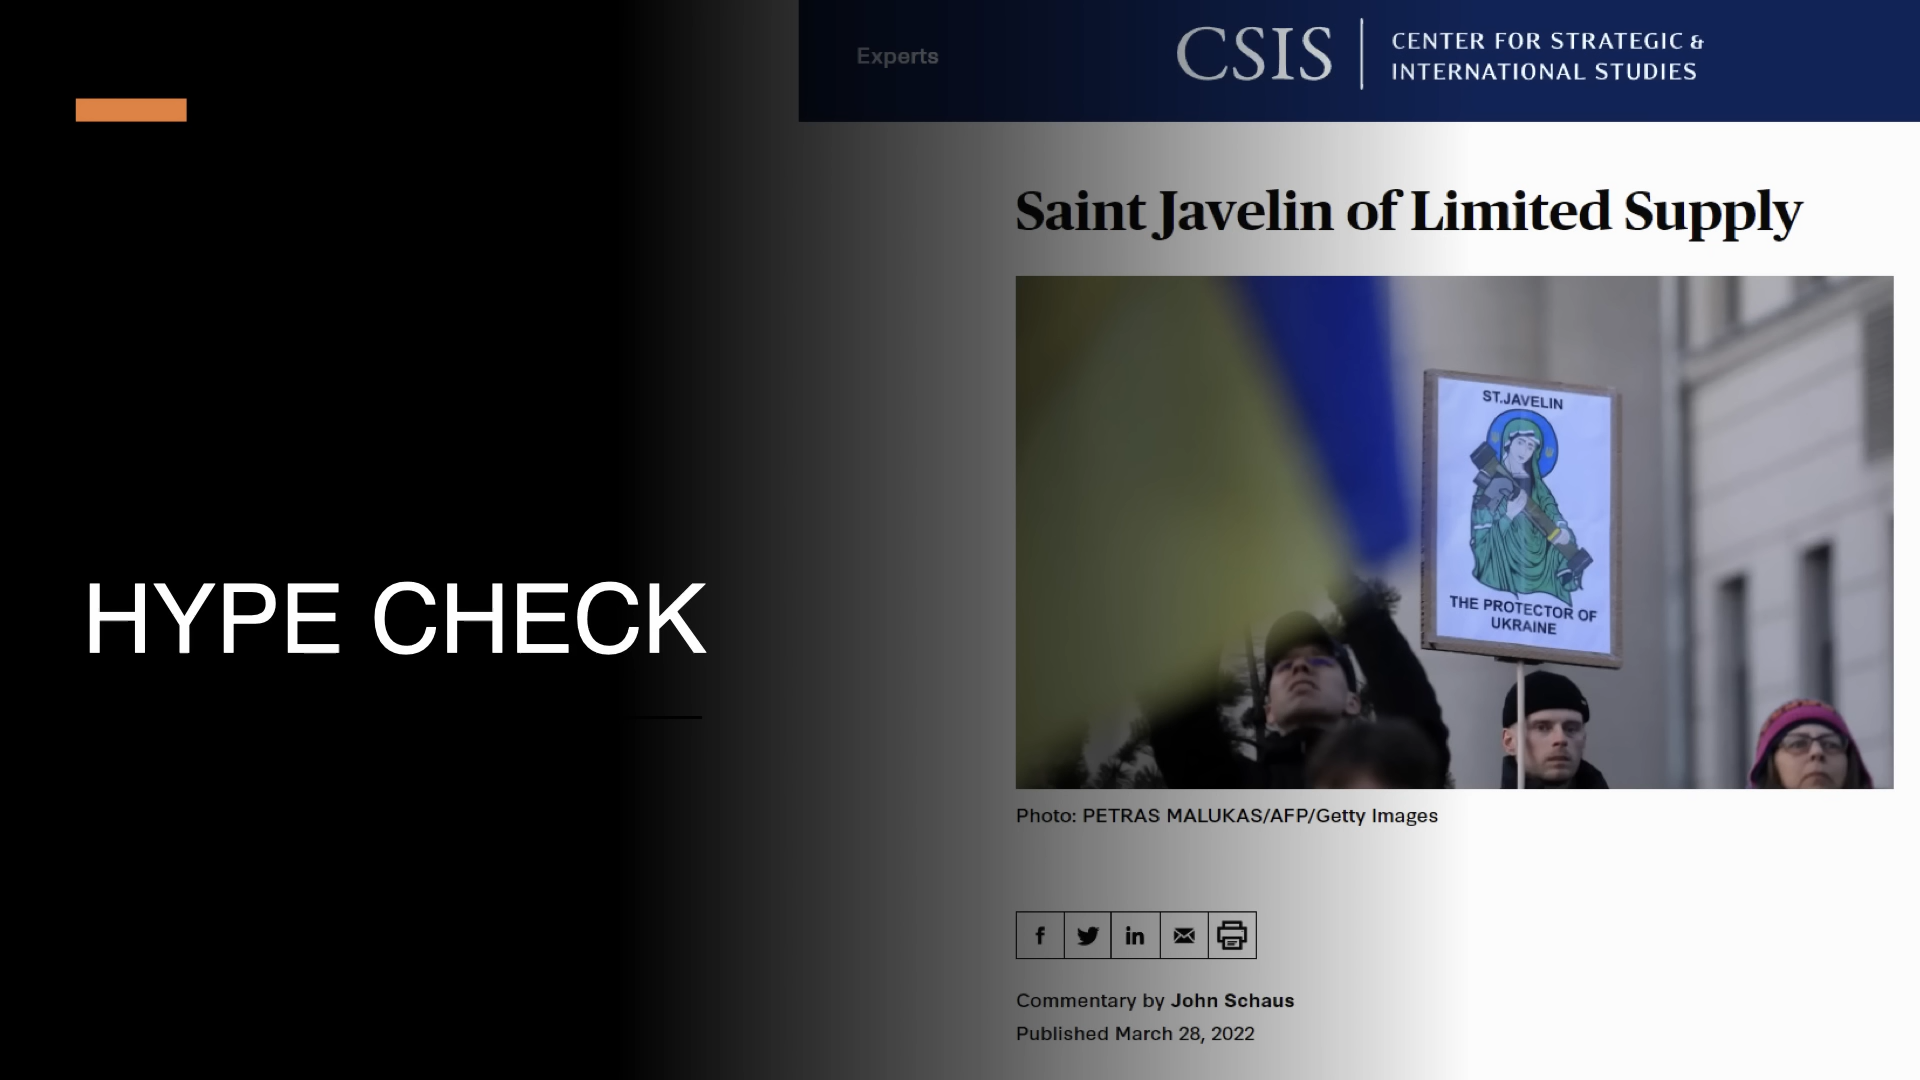 Experts
CSIS
CENTER FOR STRATEGIC &
INTERNATIONAL STUDIES
Saint Javelin of Limited Supply
ST.JAVELIN
THE PROTECTOR OF
UKRAINE
HYPE CHECK
Photo: PETRAS MALUKAS/AFP/Getty Images
f
in
Commentary by John Schaus
Published March 28, 2022